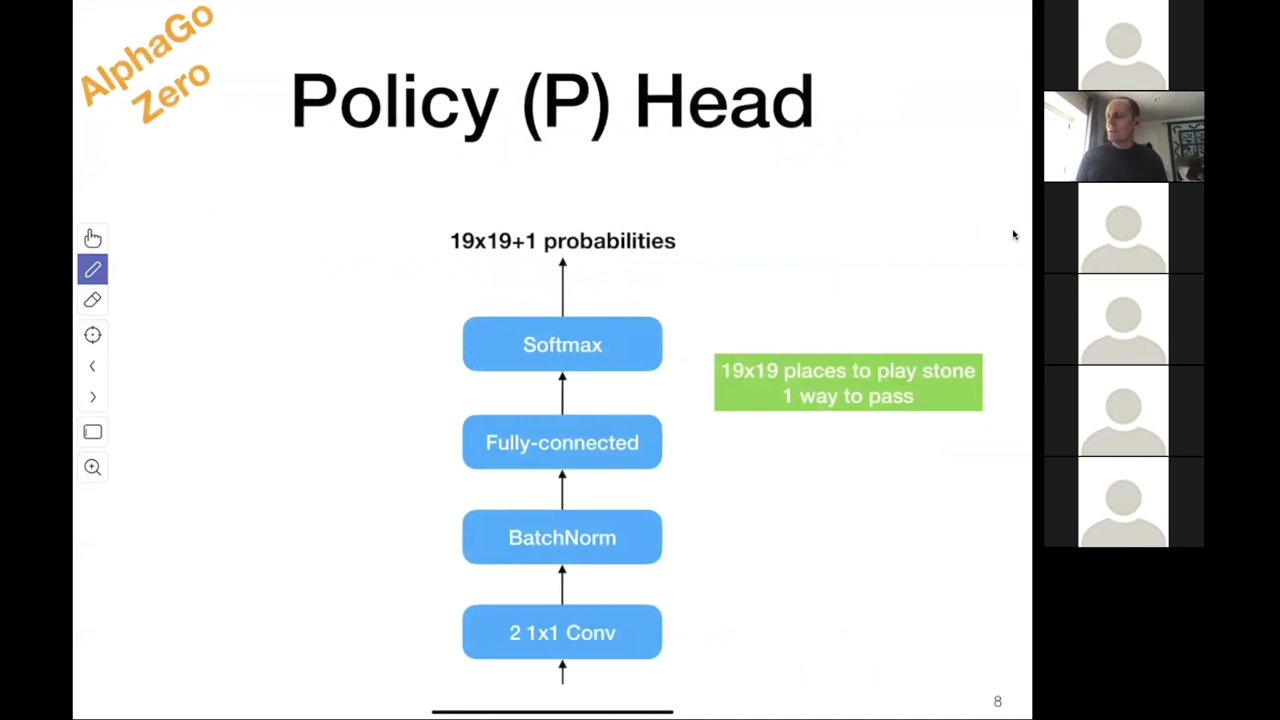 AlphaGo
Zero
Policy (P) Head
19x19+1 probabilities
Softmax
19x19 places to play stone
1 way to pass
Fully-connected
BatchNorm
2 1x1 Conv
8